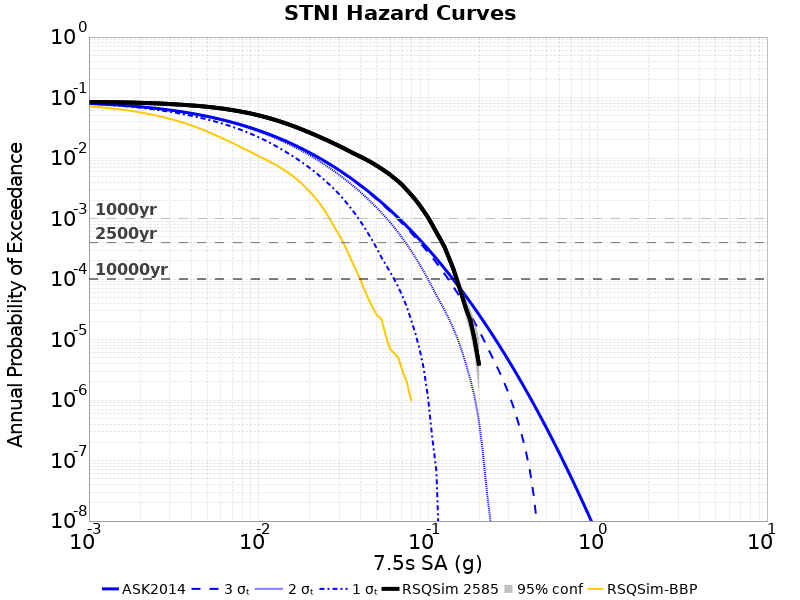 STNI Hazard Curves
Annual Probability of Exceedance
10^0
10^-1
10^-2
10^-3
10^-4
10^-5
10^-6
10^-7
10^-8
1000yr
2500yr
10000yr
10^-3 10^-2 10^-1 10^0 10^1
7.5s SA (g)
ASK2014 3 σₜ 2 σₜ 1 σₜ RSQSim 2585 95% conf RSQSim-BBP